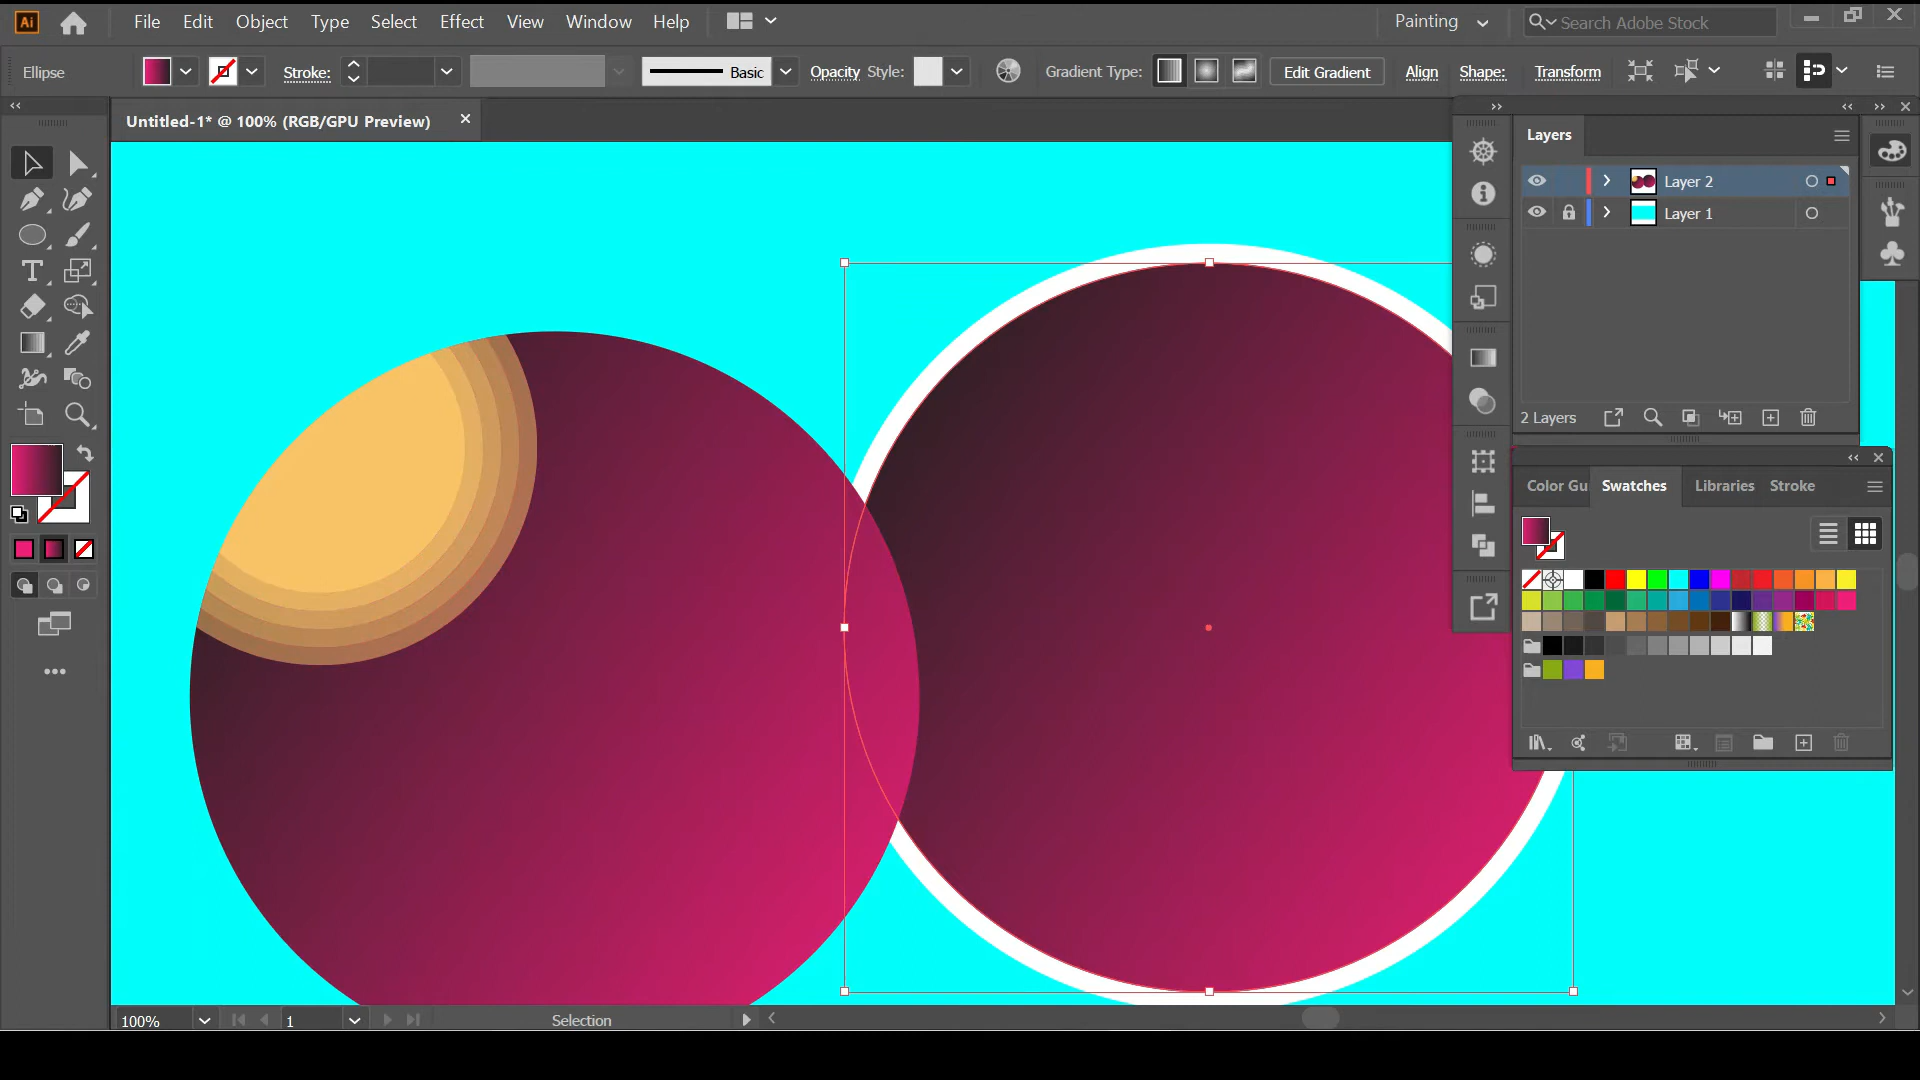 Ai File Edit Object Type Select Effect View Window Help Painting Search Adobe Stock
Ellipse Stroke: Basic Opacity Style: Gradient Type: Edit Gradient Align Shape: Transform
Untitled-1* @ 100% (RGB/GPU Preview)
Layers
Layer 2
Layer 1
2 Layers
Color Gu Swatches Libraries Stroke
100% 1 Selection